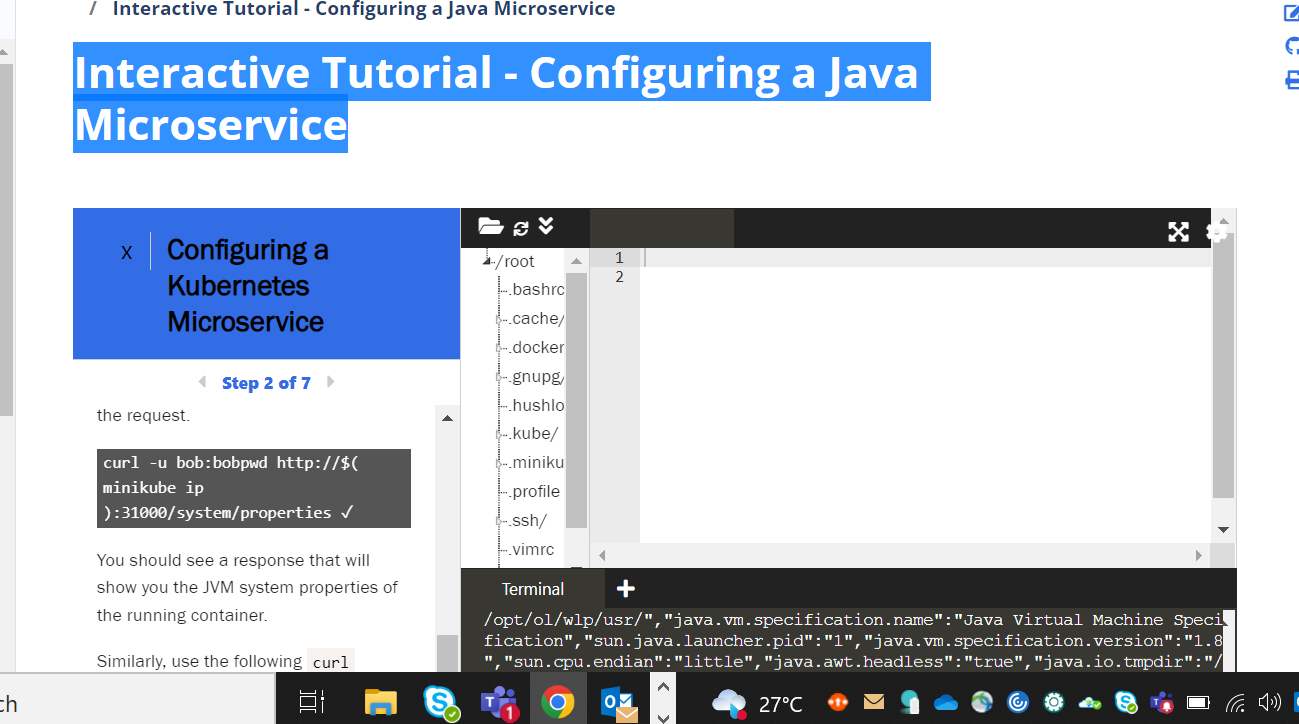 / Interactive Tutorial - Configuring a Java Microservice
Interactive Tutorial - Configuring a Java
Microservice
X
Configuring a
Kubernetes
Microservice
Step 2 of 7
the request.
curl -u bob:bobpwd http://$(
minikube ip
):31000/system/properties ✓
You should see a response that will
show you the JVM system properties of
the running container.
Similarly, use the following curl
/root
.bashrc
.cache/
.docker
.gnupg/
.hushlo
.kube/
.miniku
.profile
.ssh/
.vimrc
1
2
Terminal
/opt/ol/wlp/usr/","java.vm.specification.name":"Java Virtual Machine Speci
fication","sun.java.launcher.pid":"1","java.vm.specification.version":"1.8
","sun.cpu.endian":"little","java.awt.headless":"true","java.io.tmpdir":"/
ch
1
27°C